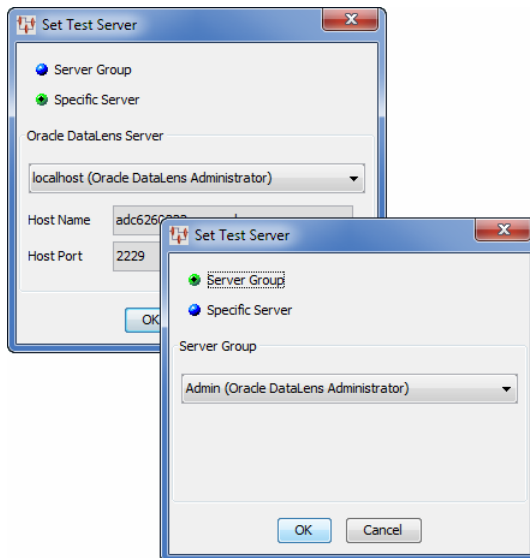 Set Test Server
Server Group
Specific Server
Oracle DataLens Server
localhost (Oracle DataLens Administrator)
Host Name
Host Port 2229
OK
Set Test Server
Server Group
Specific Server
Server Group
Admin (Oracle DataLens Administrator)
OK Cancel